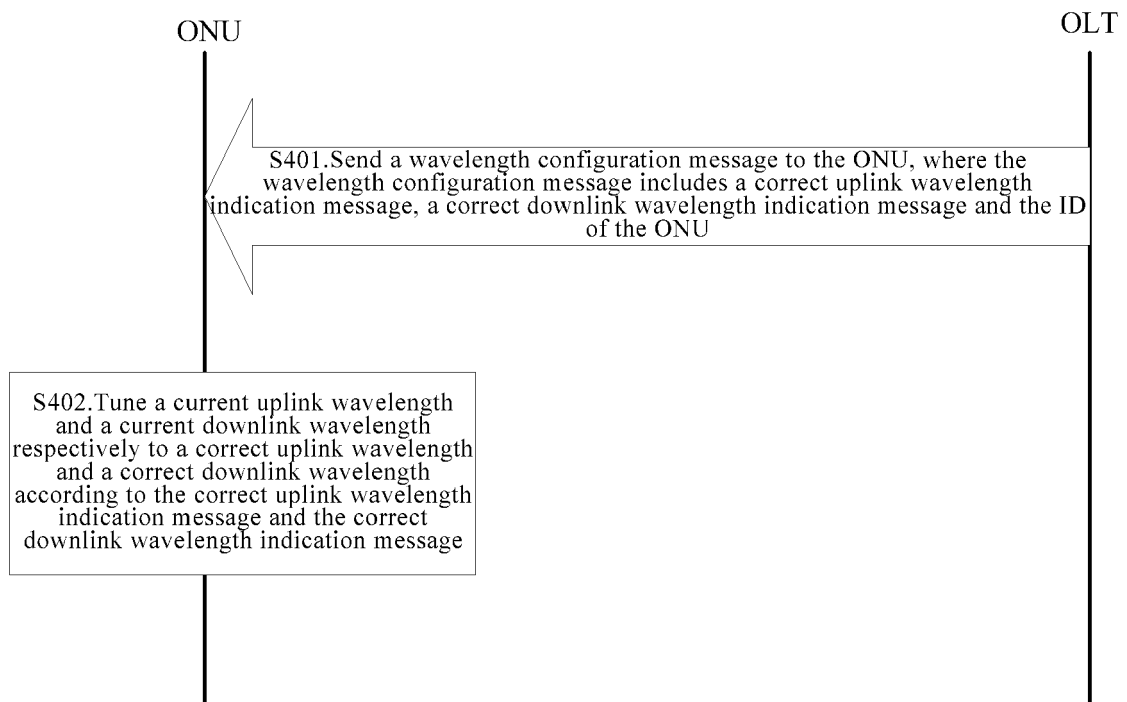 ONU
OLT
S401.Send a wavelength configuration message to the ONU, where the
wavelength configuration message includes a correct uplink wavelength
indication message, a correct downlink wavelength indication message and the ID
of the ONU
S402.Tune a current uplink wavelength
and a current downlink wavelength
respectively to a correct uplink wavelength
and a correct downlink wavelength
according to the correct uplink wavelength
indication message and the correct
downlink wavelength indication message